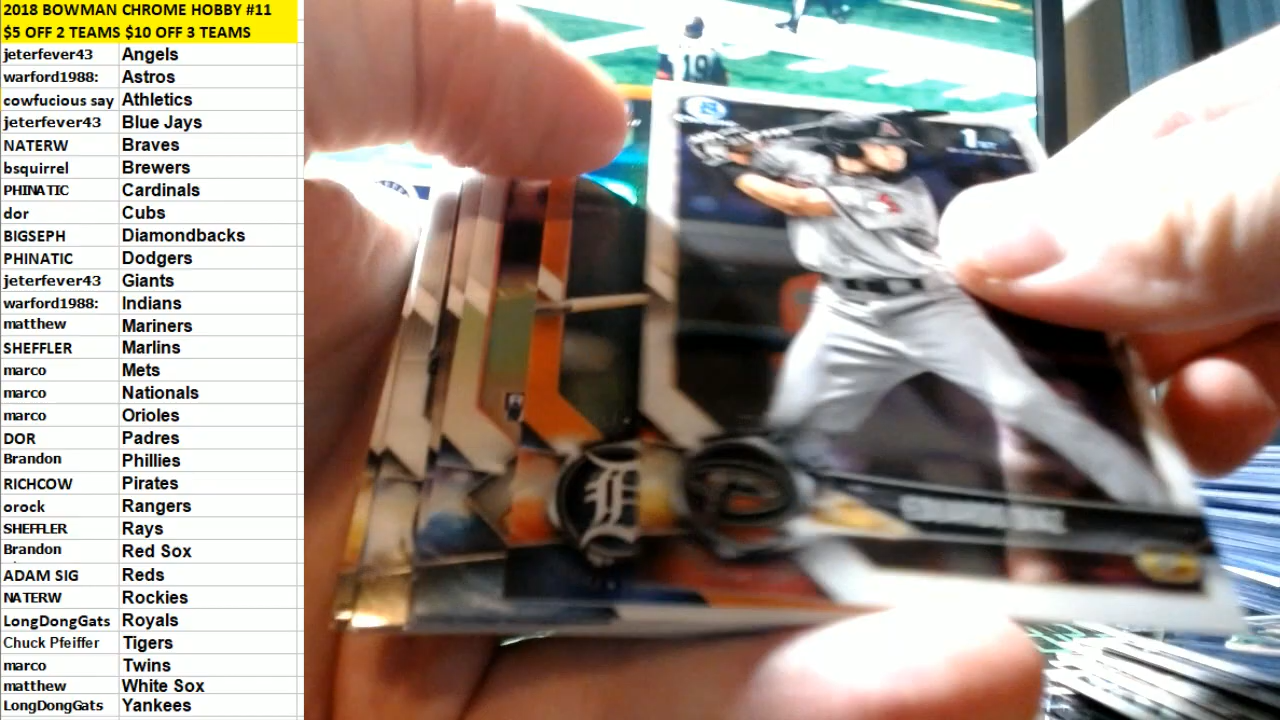 2018 BOWMAN CHROME HOBBY #11
$5 OFF 2 TEAMS $10 OFF 3 TEAMS
jeterfever43 Angels
warford1988: Astros
cowfucious say Athletics
jeterfever43 Blue Jays
NATERW Braves
bsquirrel Brewers
PHINATIC Cardinals
dor Cubs
BIGSEPH Diamondbacks
PHINATIC Dodgers
jeterfever43 Giants
warford1988: Indians
matthew Mariners
SHEFFLER Marlins
marco Mets
marco Nationals
marco Orioles
DOR Padres
Brandon Phillies
RICHCOW Pirates
orock Rangers
SHEFFLER Rays
Brandon Red Sox
ADAM SIG Reds
NATERW Rockies
LongDongGats Royals
Chuck Pfeiffer Tigers
marco Twins
matthew White Sox
LongDongGats Yankees
19
1ST
D